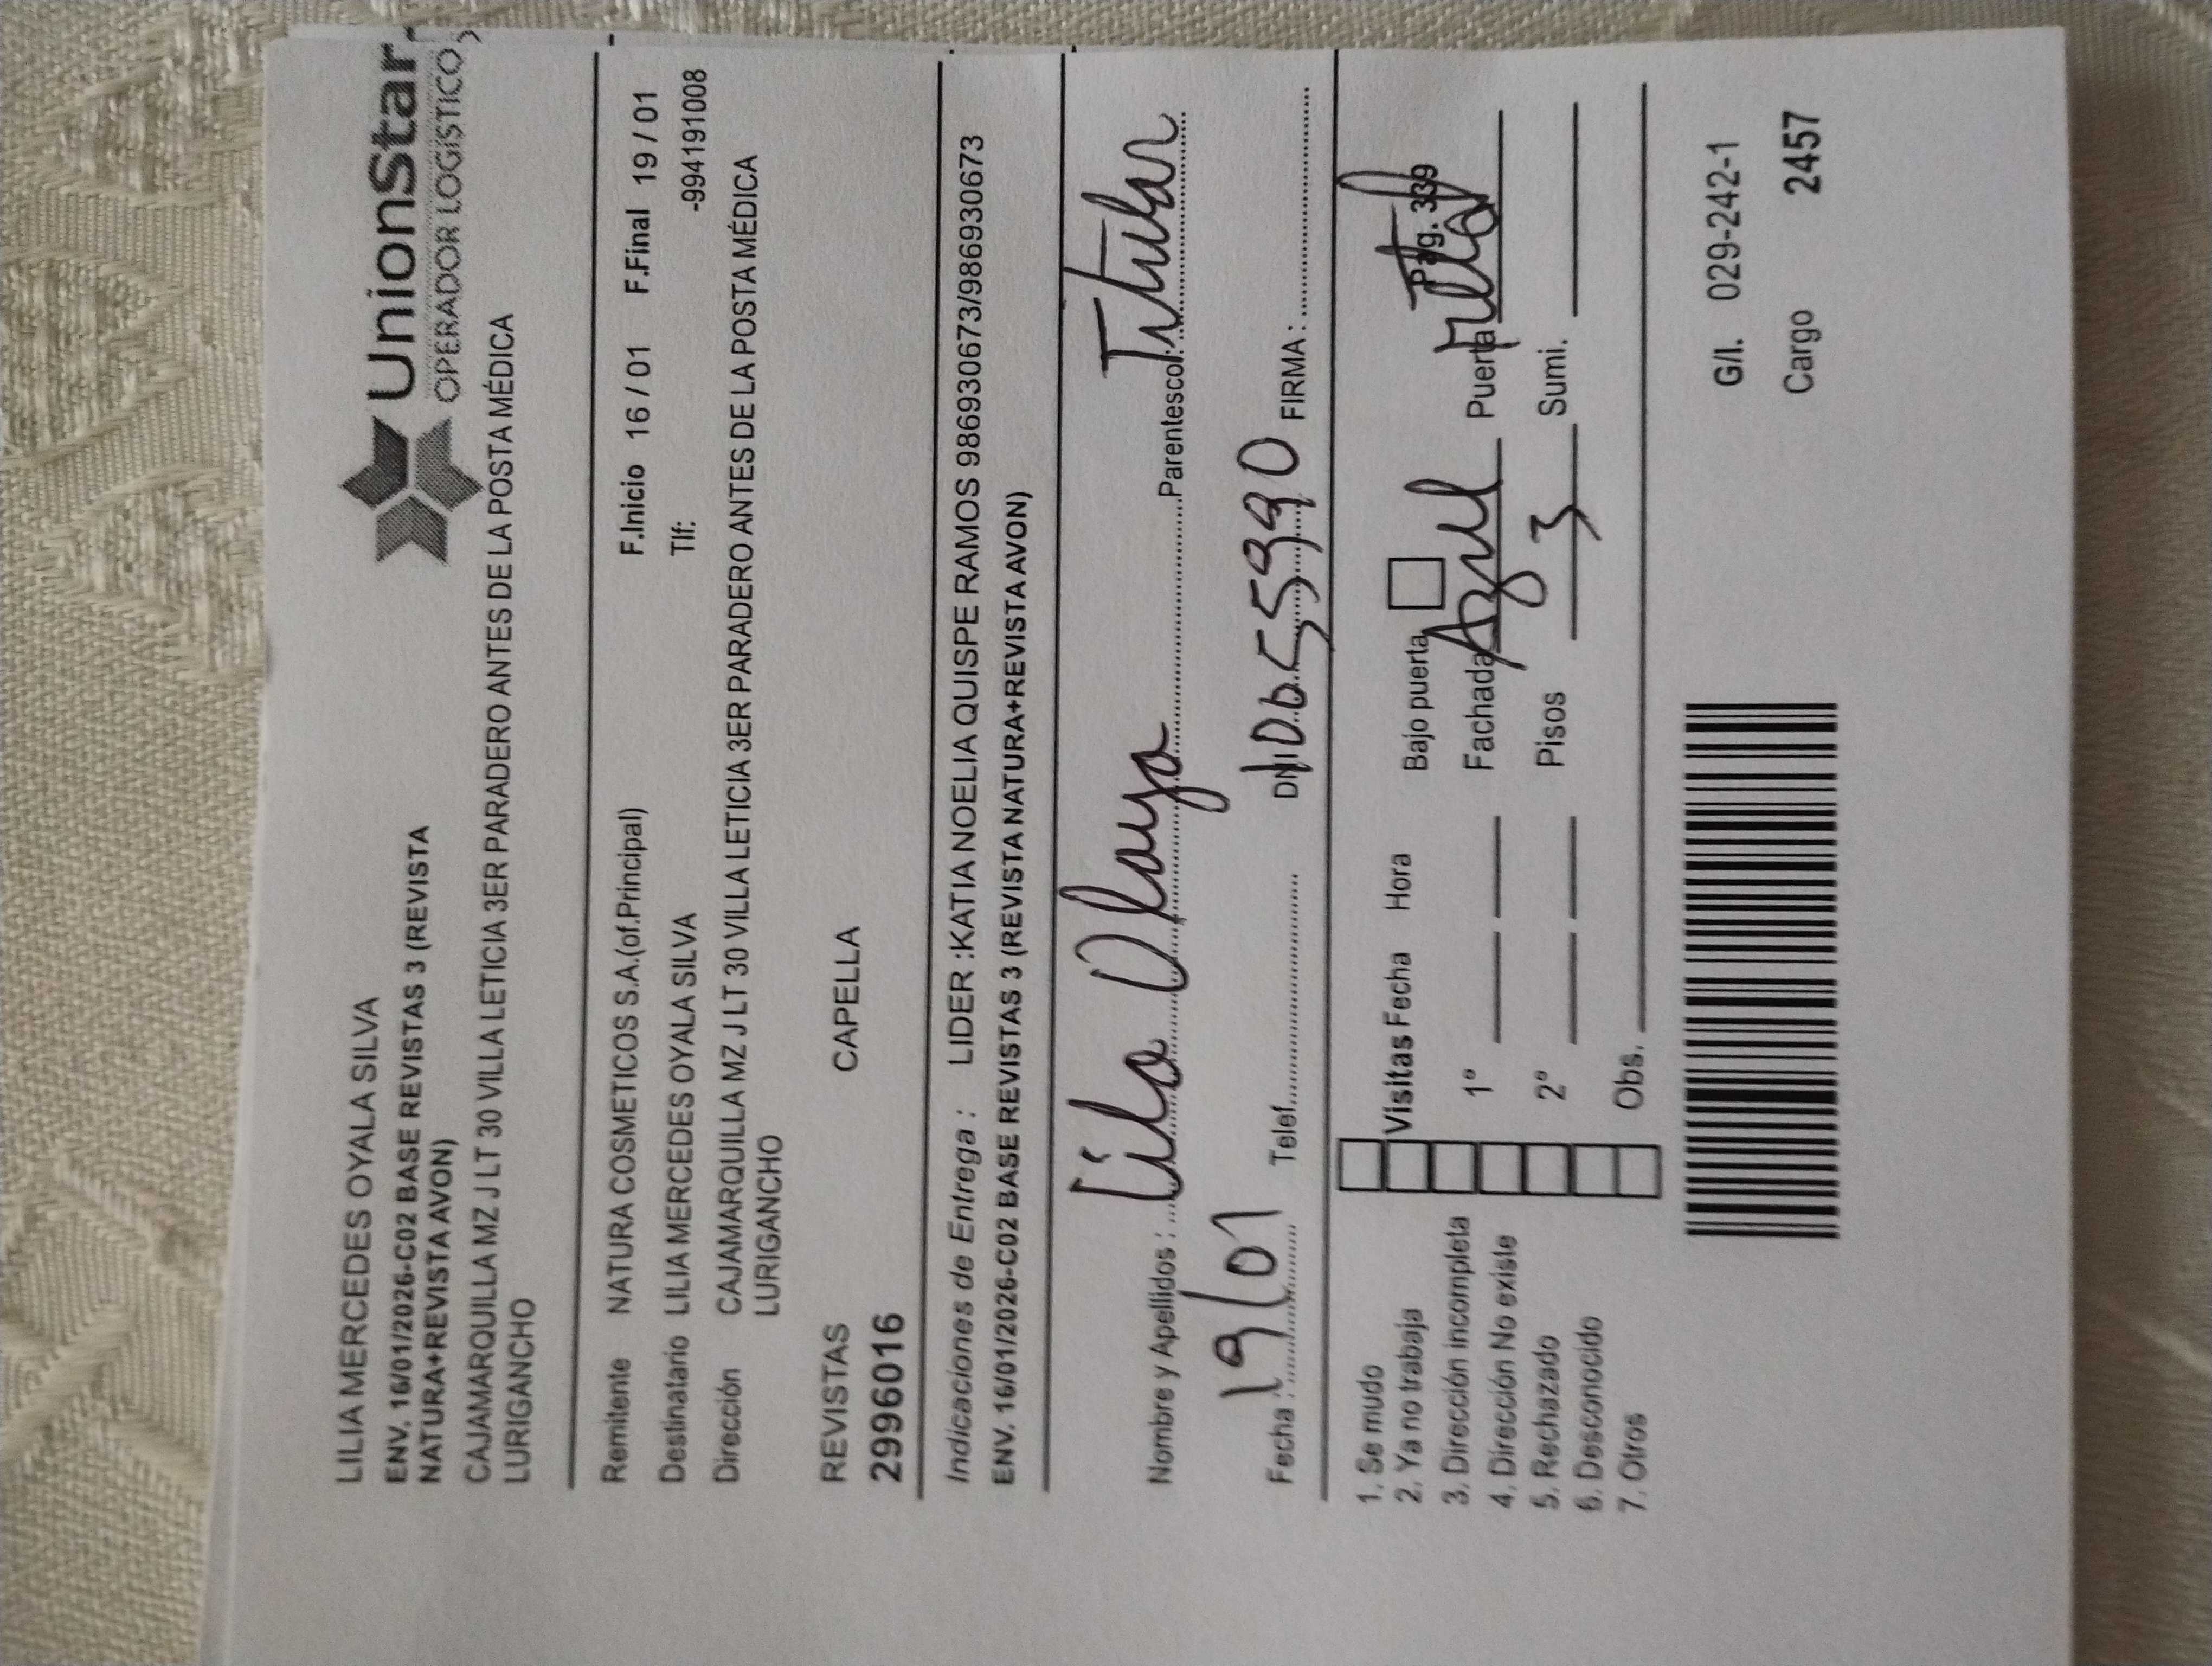 UnionStar
OPERADOR LOGÍSTICO
LILIA MERCEDES OYALA SILVA
ENV. 16/01/2026-C02 BASE REVISTAS 3 (REVISTA
NATURA+REVISTA AVON)
CAJAMARQUILLA MZ J LT 30 VILLA LETICIA 3ER PARADERO ANTES DE LA POSTA MÉDICA
LURIGANCHO
Remitente NATURA COSMETICOS S.A.(of.Principal) F.Inicio 16 / 01 F.Final 19 / 01
Destinatario LILIA MERCEDES OYALA SILVA Tlf: -994191008
Dirección CAJAMARQUILLA MZ J LT 30 VILLA LETICIA 3ER PARADERO ANTES DE LA POSTA MÉDICA
LURIGANCHO
REVISTAS CAPELLA
2996016
Indicaciones de Entrega : LIDER :KATIA NOELIA QUISPE RAMOS 986930673/986930673
ENV. 16/01/2026-C02 BASE REVISTAS 3 (REVISTA NATURA+REVISTA AVON)
Nombre y Apellidos : Olaya Parentesco: Titular
Fecha : 19/01 Telef. DNI FIRMA :
1. Se mudo
2. Ya no trabaja
3. Dirección incompleta
4. Dirección No existe
5. Rechazado
6. Desconocido
7. Otros
Visitas Fecha Hora Bajo puerta Pag. 339
1º Fachada Azul Puerta Metal
2º Pisos 3 Sumi.
Obs.
G/I. 029-242-1
Cargo 2457